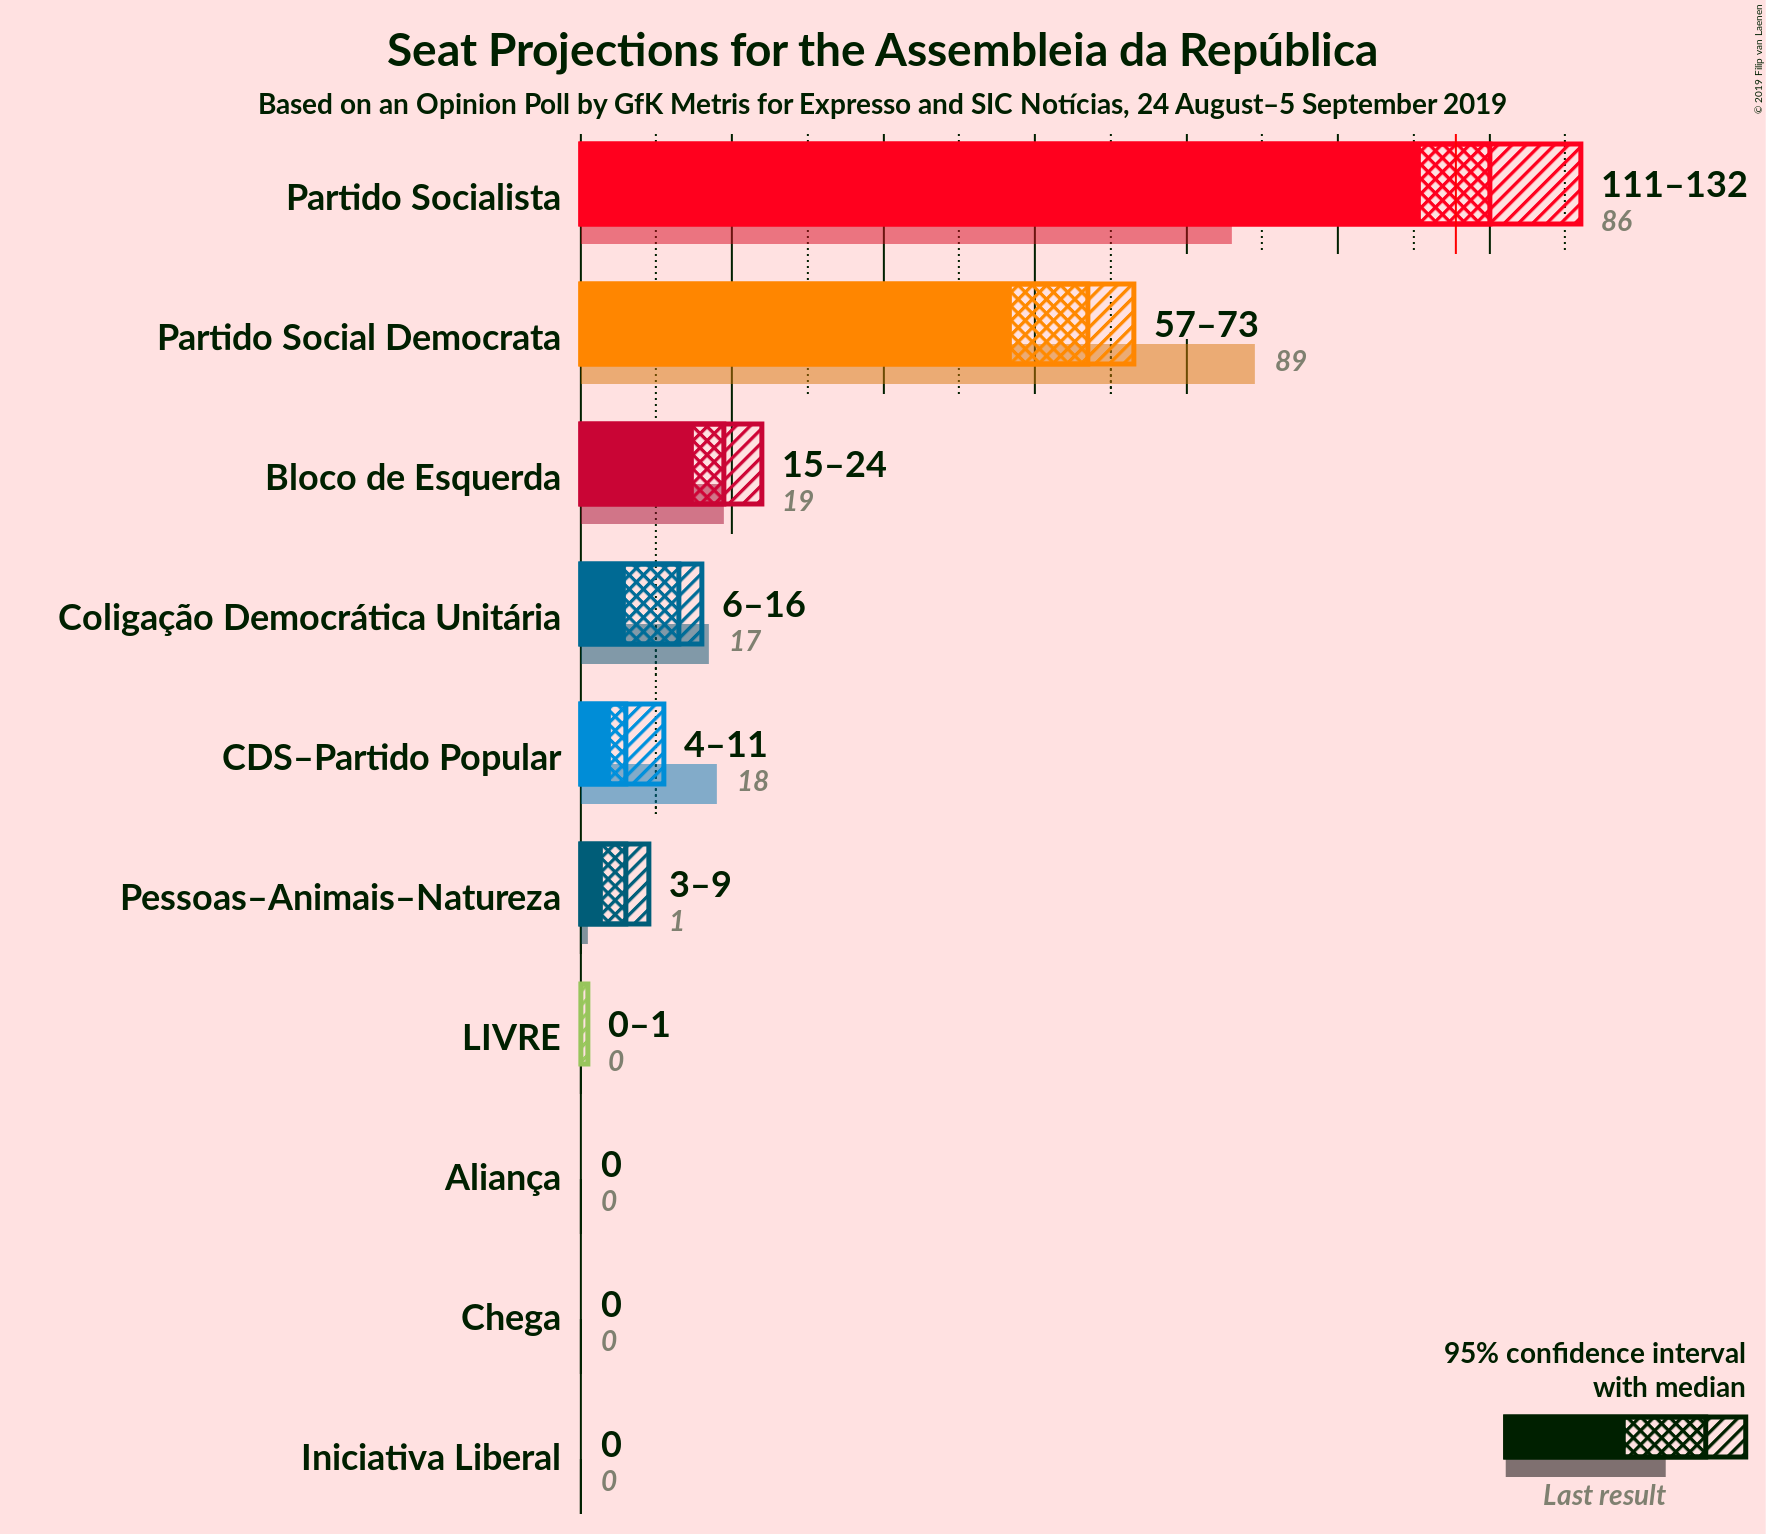 Seat Projections for the Assembleia da República
Based on an Opinion Poll by GfK Metris for Expresso and SIC Notícias, 24 August–5 September 2019
© 2019 Filip van Laenen
Partido Socialista
111–132
86
Partido Social Democrata
57–73
89
Bloco de Esquerda
15–24
19
Coligação Democrática Unitária
6–16
17
CDS–Partido Popular
4–11
18
Pessoas–Animais–Natureza
3–9
1
LIVRE
0–1
0
Aliança
0
0
Chega
0
0
Iniciativa Liberal
0
0
95% confidence interval
with median
Last result